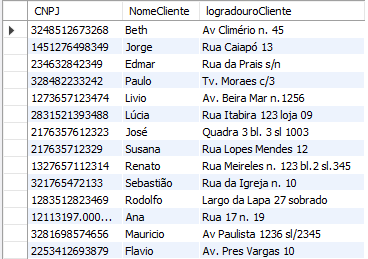 CNPJ NomeCliente logradouroCliente
3248512673268 Beth Av Climério n. 45
1451276498349 Jorge Rua Caiapó 13
234632842349 Edmar Rua da Prais s/n
328482233242 Paulo Tv. Moraes c/3
1273657123474 Livio Av. Beira Mar n.1256
2831521393488 Lúcia Rua Itabira 123 loja 09
2176357612323 José Quadra 3 bl. 3 sl 1003
217635712329 Susana Rua Lopes Mendes 12
1327657112314 Renato Rua Meireles n. 123 bl.2 sl.345
321765472133 Sebastião Rua da Igreja n. 10
1283512823469 Rodolfo Largo da Lapa 27 sobrado
12113197.000... Ana Rua 17 n. 19
3281698574656 Mauricio Av Paulista 1236 sl/2345
2253412693879 Flavio Av. Pres Vargas 10